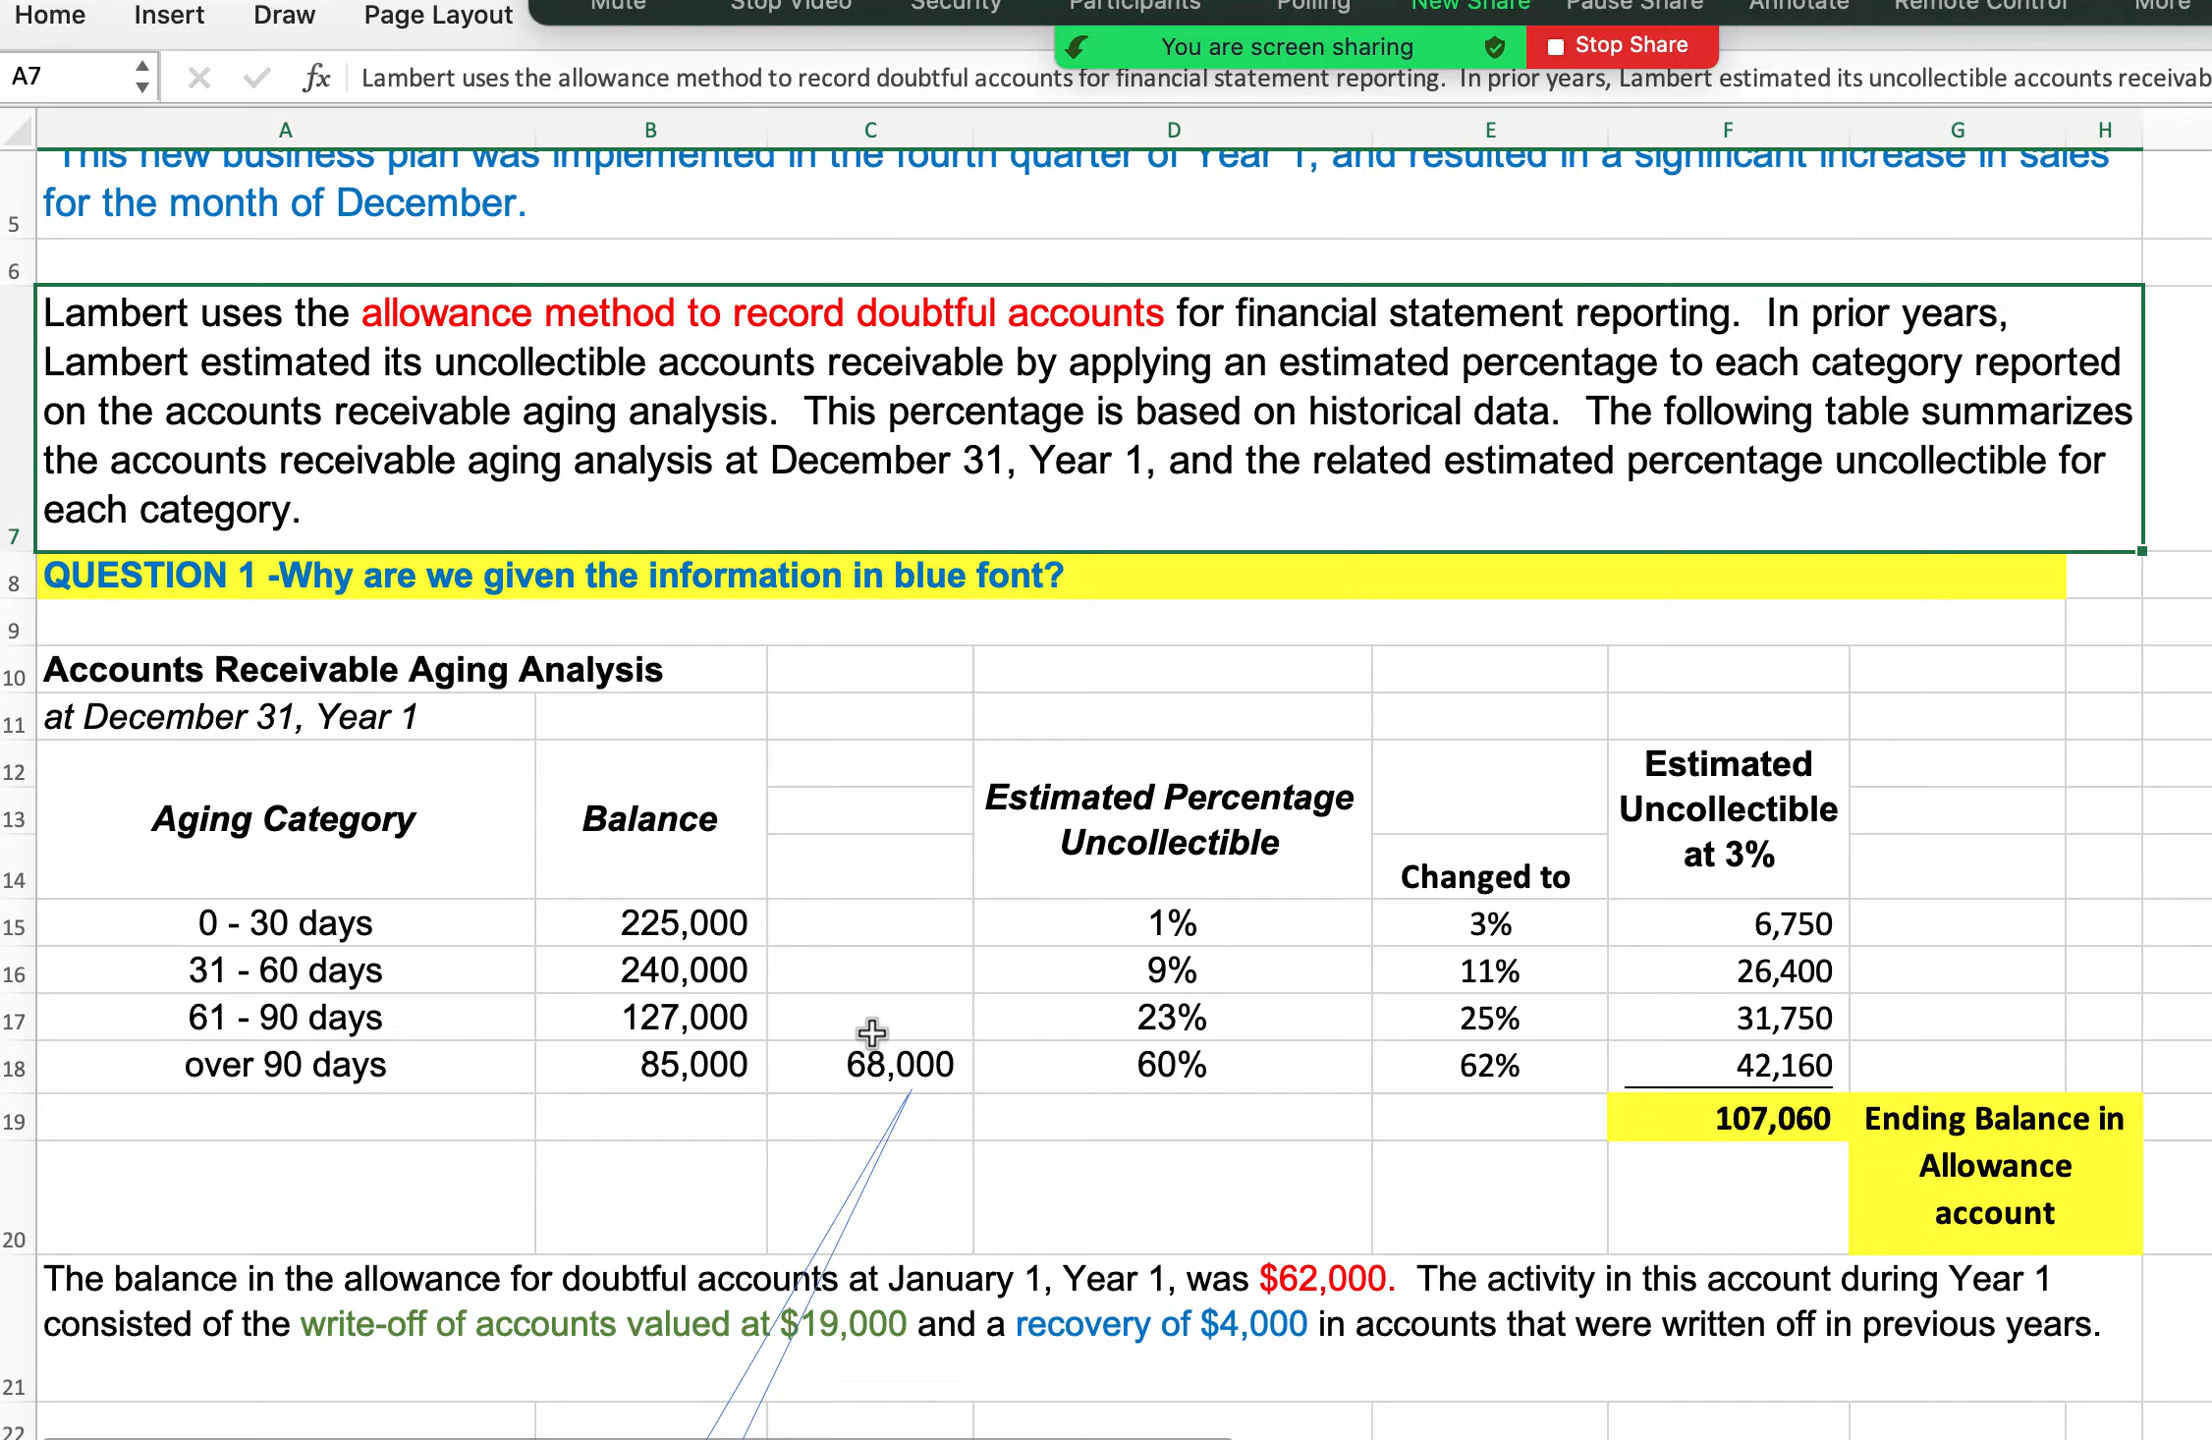 Home Insert Draw Page Layout Mute Stop Video Security Participants Polling New Share Pause Share Annotate Remote Control More
You are screen sharing Stop Share
A7 fx Lambert uses the allowance method to record doubtful accounts for financial statement reporting. In prior years, Lambert estimated its uncollectible accounts receivab
A B C D E F G H
This new business plan was implemented in the fourth quarter of Year 1, and resulted in a significant increase in sales
5 for the month of December.
6
Lambert uses the allowance method to record doubtful accounts for financial statement reporting. In prior years,
Lambert estimated its uncollectible accounts receivable by applying an estimated percentage to each category reported
on the accounts receivable aging analysis. This percentage is based on historical data. The following table summarizes
the accounts receivable aging analysis at December 31, Year 1, and the related estimated percentage uncollectible for
each category.
7
8 QUESTION 1 -Why are we given the information in blue font?
9
10 Accounts Receivable Aging Analysis
11 at December 31, Year 1
12 Estimated
13 Aging Category Balance Estimated Percentage Uncollectible Uncollectible
14 Changed to at 3%
15 0 - 30 days 225,000 1% 3% 6,750
16 31 - 60 days 240,000 9% 11% 26,400
17 61 - 90 days 127,000 23% 25% 31,750
18 over 90 days 85,000 68,000 60% 62% 42,160
19 107,060 Ending Balance in
Allowance
account
20
The balance in the allowance for doubtful accounts at January 1, Year 1, was $62,000. The activity in this account during Year 1
consisted of the write-off of accounts valued at $19,000 and a recovery of $4,000 in accounts that were written off in previous years.
21
22